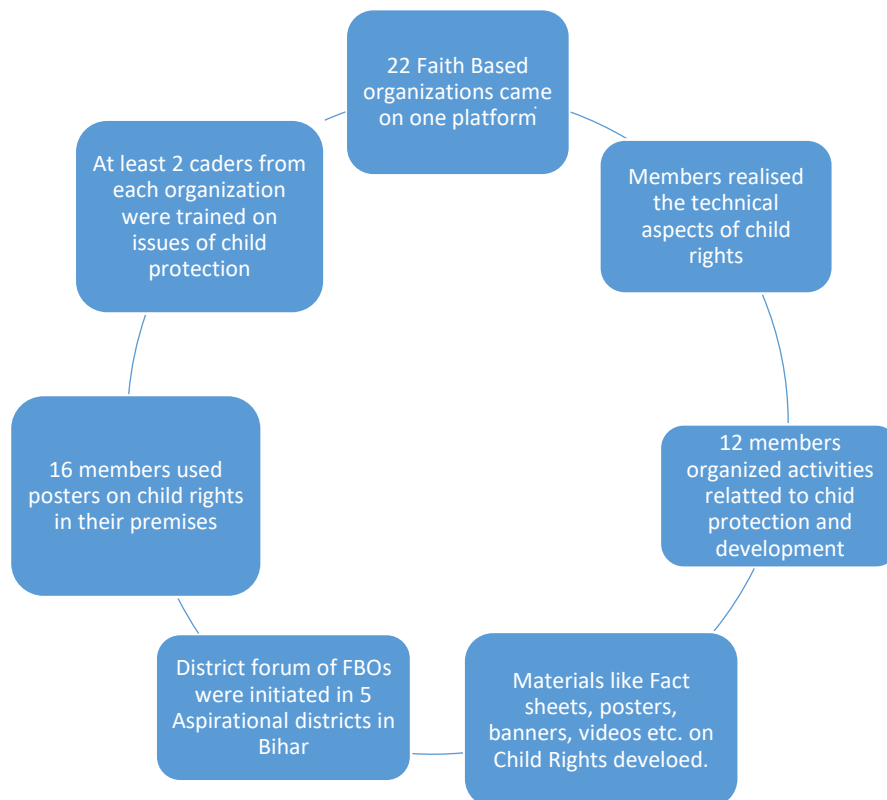 22 Faith Based
organizations came
on one platform
Members realised
the technical
aspects of child
rights
12 members
organized activities
relatted to chid
protection and
development
Materials like Fact
sheets, posters,
banners, videos etc. on
Child Rights develoed.
District forum of FBOs
were initiated in 5
Aspirational districts in
Bihar
16 members used
posters on child rights
in their premises
At least 2 caders from
each organization
were trained on
issues of child
protection